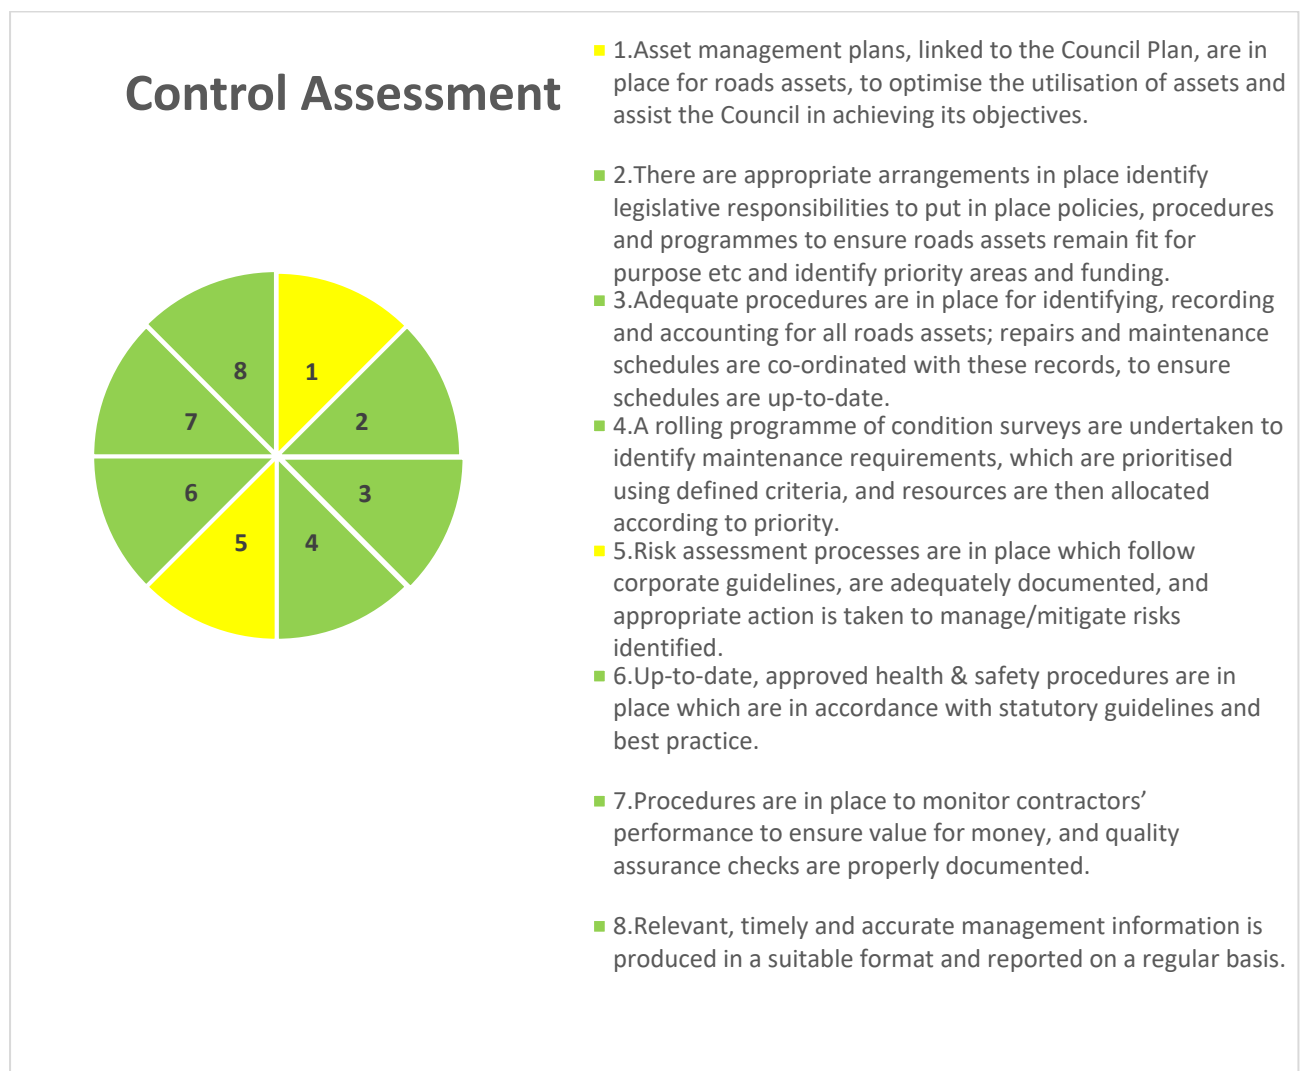 Control Assessment
1.Asset management plans, linked to the Council Plan, are in
place for roads assets, to optimise the utilisation of assets and
assist the Council in achieving its objectives.
2.There are appropriate arrangements in place identify
legislative responsibilities to put in place policies, procedures
and programmes to ensure roads assets remain fit for
purpose etc and identify priority areas and funding.
3.Adequate procedures are in place for identifying, recording
and accounting for all roads assets; repairs and maintenance
schedules are co-ordinated with these records, to ensure
schedules are up-to-date.
4.A rolling programme of condition surveys are undertaken to
identify maintenance requirements, which are prioritised
using defined criteria, and resources are then allocated
according to priority.
5.Risk assessment processes are in place which follow
corporate guidelines, are adequately documented, and
appropriate action is taken to manage/mitigate risks
identified.
6.Up-to-date, approved health & safety procedures are in
place which are in accordance with statutory guidelines and
best practice.
7.Procedures are in place to monitor contractors’
performance to ensure value for money, and quality
assurance checks are properly documented.
8.Relevant, timely and accurate management information is
produced in a suitable format and reported on a regular basis.
1
2
3
4
5
6
7
8